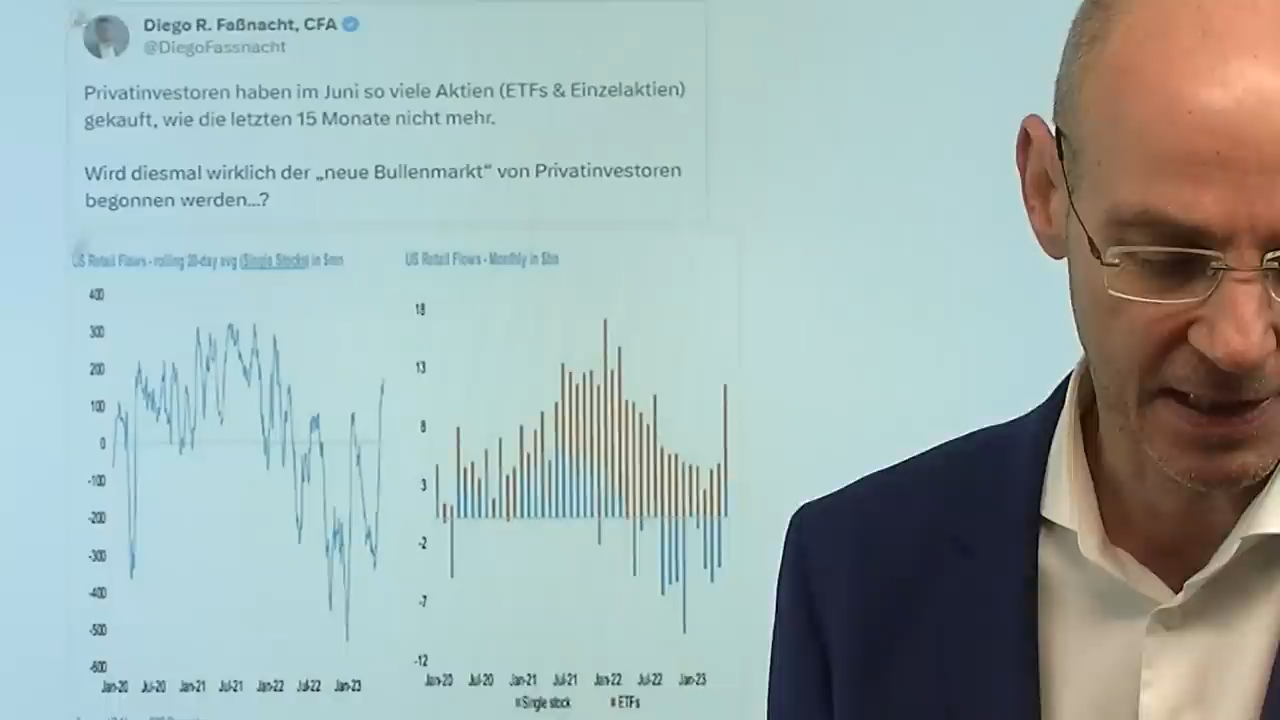 Diego R. Faßnacht, CFA
@DiegoFassnacht
Privatinvestoren haben im Juni so viele Aktien (ETFs & Einzelaktien)
gekauft, wie die letzten 15 Monate nicht mehr.
Wird diesmal wirklich der „neue Bullenmarkt“ von Privatinvestoren
begonnen werden...?
US Retail Flows - rolling 20-day avg (Single Stocks) in $mn
400
300
200
100
0
-100
-200
-300
-400
-500
-600
Jan-20 Jul-20 Jan-21 Jul-21 Jan-22 Jul-22 Jan-23
US Retail Flows - Monthly in $bn
18
13
8
3
-2
-7
-12
Jan-20 Jul-20 Jan-21 Jul-21 Jan-22 Jul-22 Jan-23
Single stock ETFs